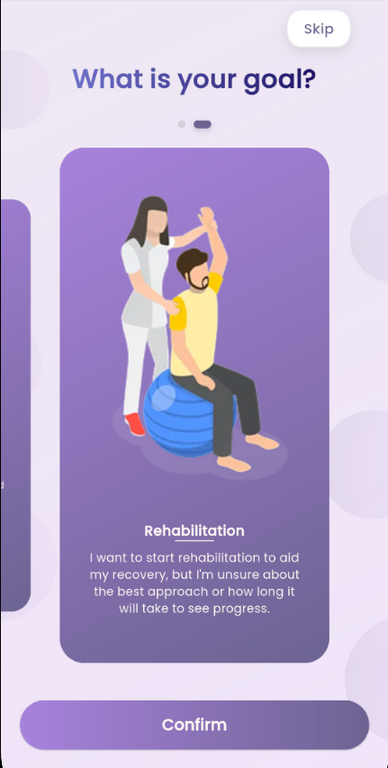 Skip
What is your goal?
Rehabilitation
I want to start rehabilitation to aid
my recovery, but I'm unsure about
the best approach or how long it
will take to see progress.
Confirm